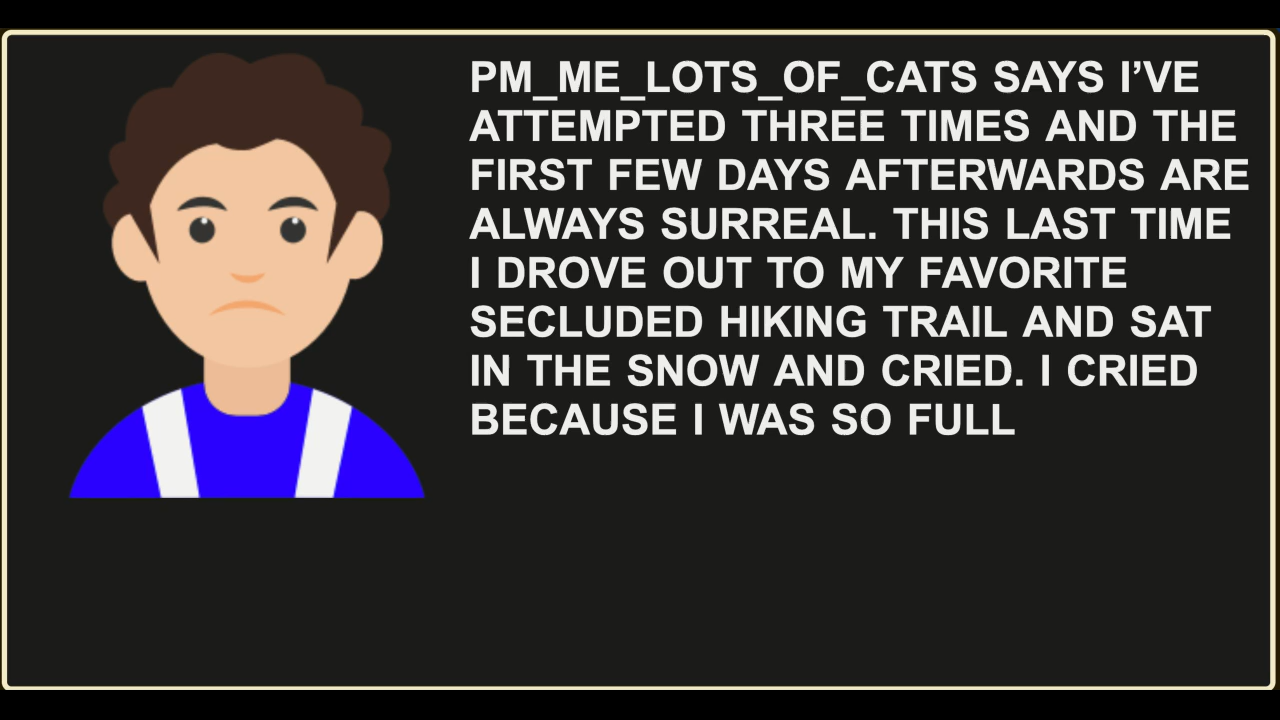 PM_ME_LOTS_OF_CATS SAYS I’VE
ATTEMPTED THREE TIMES AND THE
FIRST FEW DAYS AFTERWARDS ARE
ALWAYS SURREAL. THIS LAST TIME
I DROVE OUT TO MY FAVORITE
SECLUDED HIKING TRAIL AND SAT
IN THE SNOW AND CRIED. I CRIED
BECAUSE I WAS SO FULL